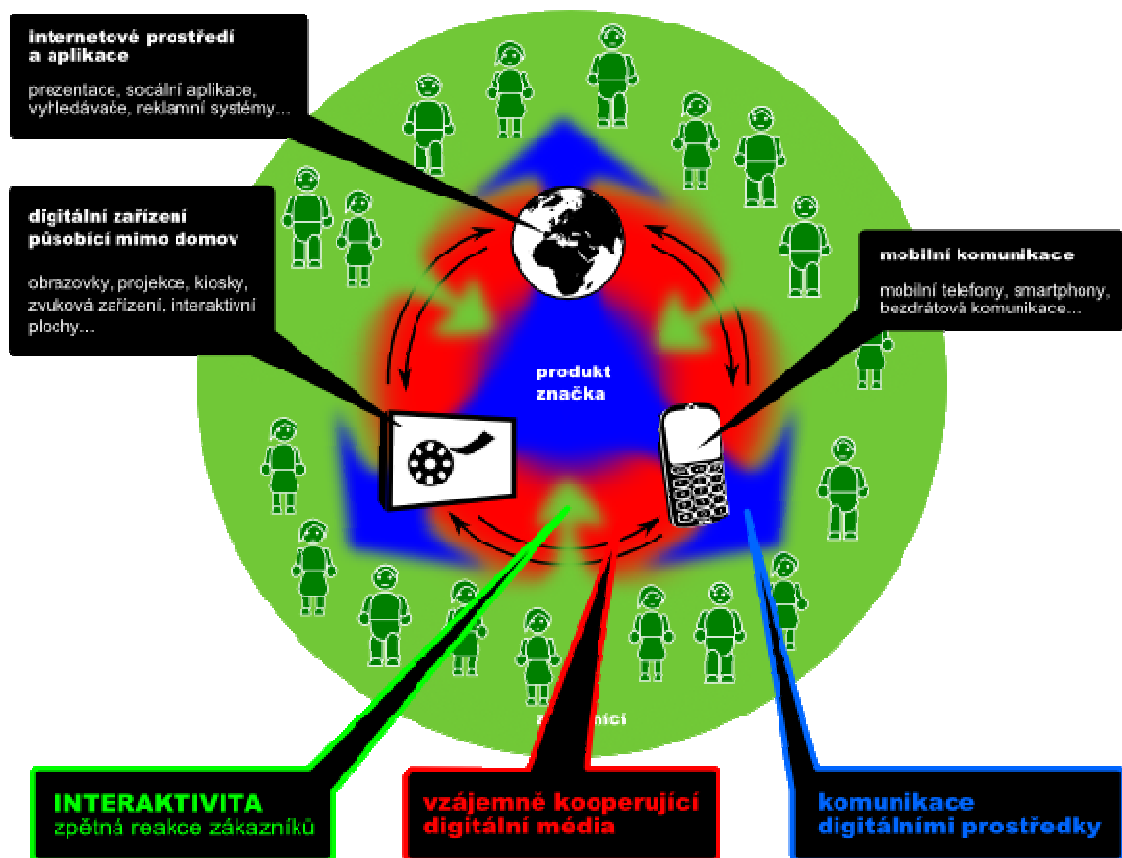 internetové prostředí
a aplikace
prezentace, socální aplikace,
vyhledávače, reklamní systémy...
digitální zařízení
působící mimo domov
obrazovky, projekce, kiosky,
zvuková zařízení, interaktivní
plochy...
mobilní komunikace
mobilní telefony, smartphony,
bezdrátová komunikace...
produkt
značka
INTERAKTIVITA
zpětná reakce zákazníků
vzájemně kooperující
digitální média
komunikace
digitálními prostředky